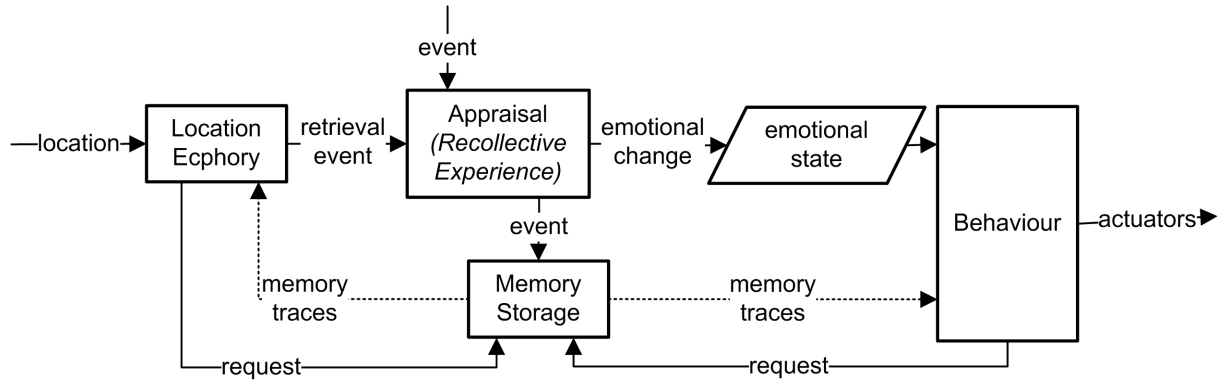 event
location
Location
Ecphory
retrieval
event
Appraisal
(Recollective
Experience)
emotional
change
emotional
state
Behaviour
actuators
event
memory
traces
Memory
Storage
memory
traces
request
request